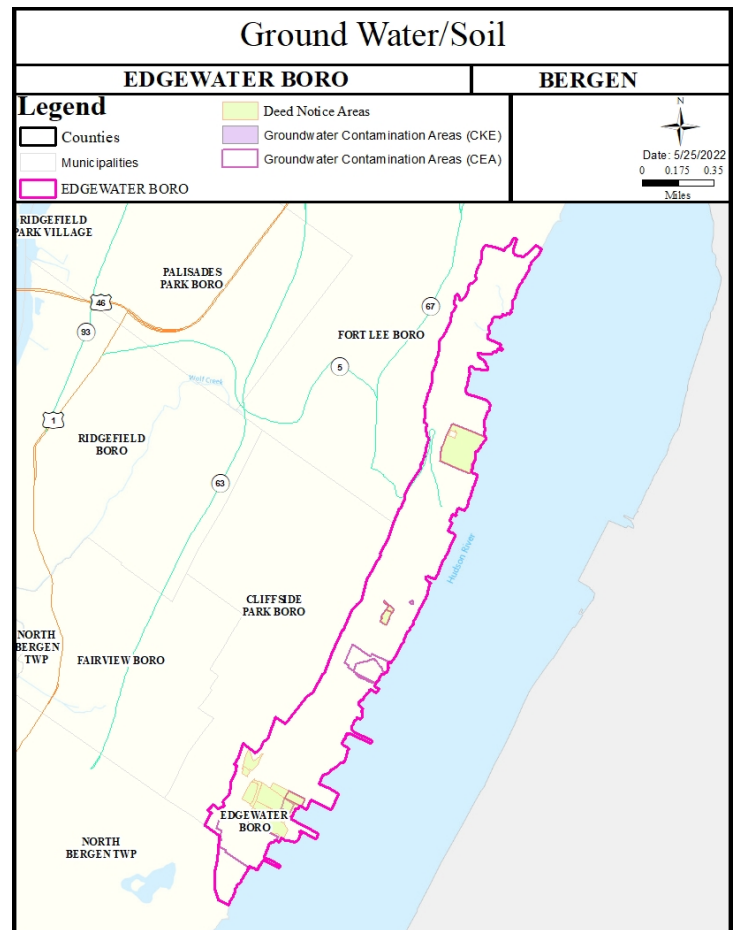 Ground Water/Soil
EDGEWATER BORO
BERGEN
Legend
Counties
Municipalities
EDGEWATER BORO
Deed Notice Areas
Groundwater Contamination Areas (CKE)
Groundwater Contamination Areas (CEA)
N
Date: 5/25/2022
0 0.175 0.35
Miles
RIDGEFIELD
PARK VILLAGE
PALISADES
PARK BORO
46
93
67
FORT LEE BORO
5
Wolf Creek
1
RIDGEFIELD
BORO
63
Hudson River
CLIFFSIDE
PARK BORO
NORTH
BERGEN
TWP
FAIRVIEW BORO
EDGEWATER
BORO
NORTH
BERGEN TWP